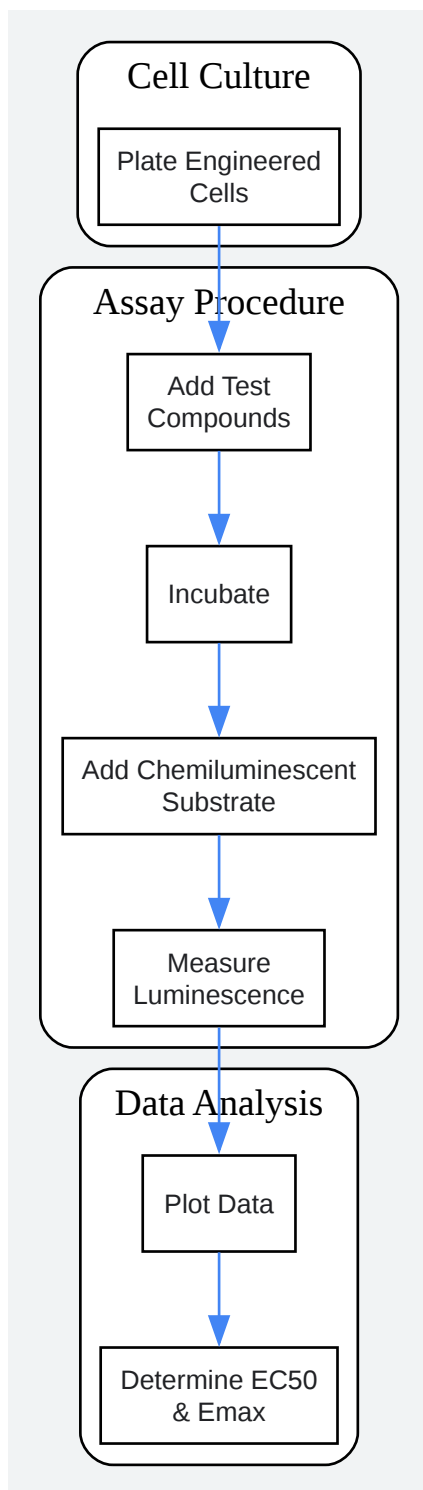 Cell Culture
Plate Engineered
Cells
Assay Procedure
Add Test
Compounds
Incubate
Add Chemiluminescent
Substrate
Measure
Luminescence
Data Analysis
Plot Data
Determine EC50
& Emax